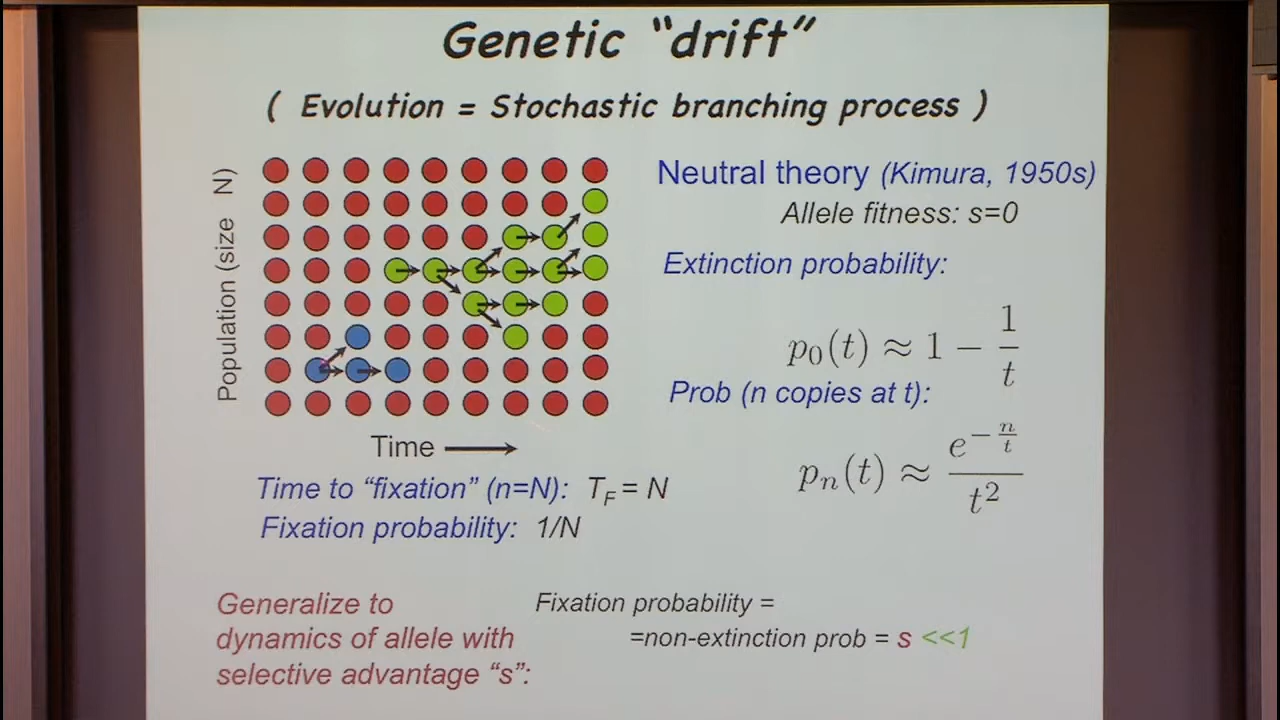 Genetic “drift”
( Evolution = Stochastic branching process )
Population (size N)
Time
Neutral theory (Kimura, 1950s)
Allele fitness: s=0
Extinction probability:
p₀(t) ≈ 1 − 1/t
Prob (n copies at t):
pₙ(t) ≈ e^(−n/t) / t²
Time to “fixation” (n=N): T_F = N
Fixation probability: 1/N
Generalize to
dynamics of allele with
selective advantage “s”:
Fixation probability =
=non-extinction prob = s <<1